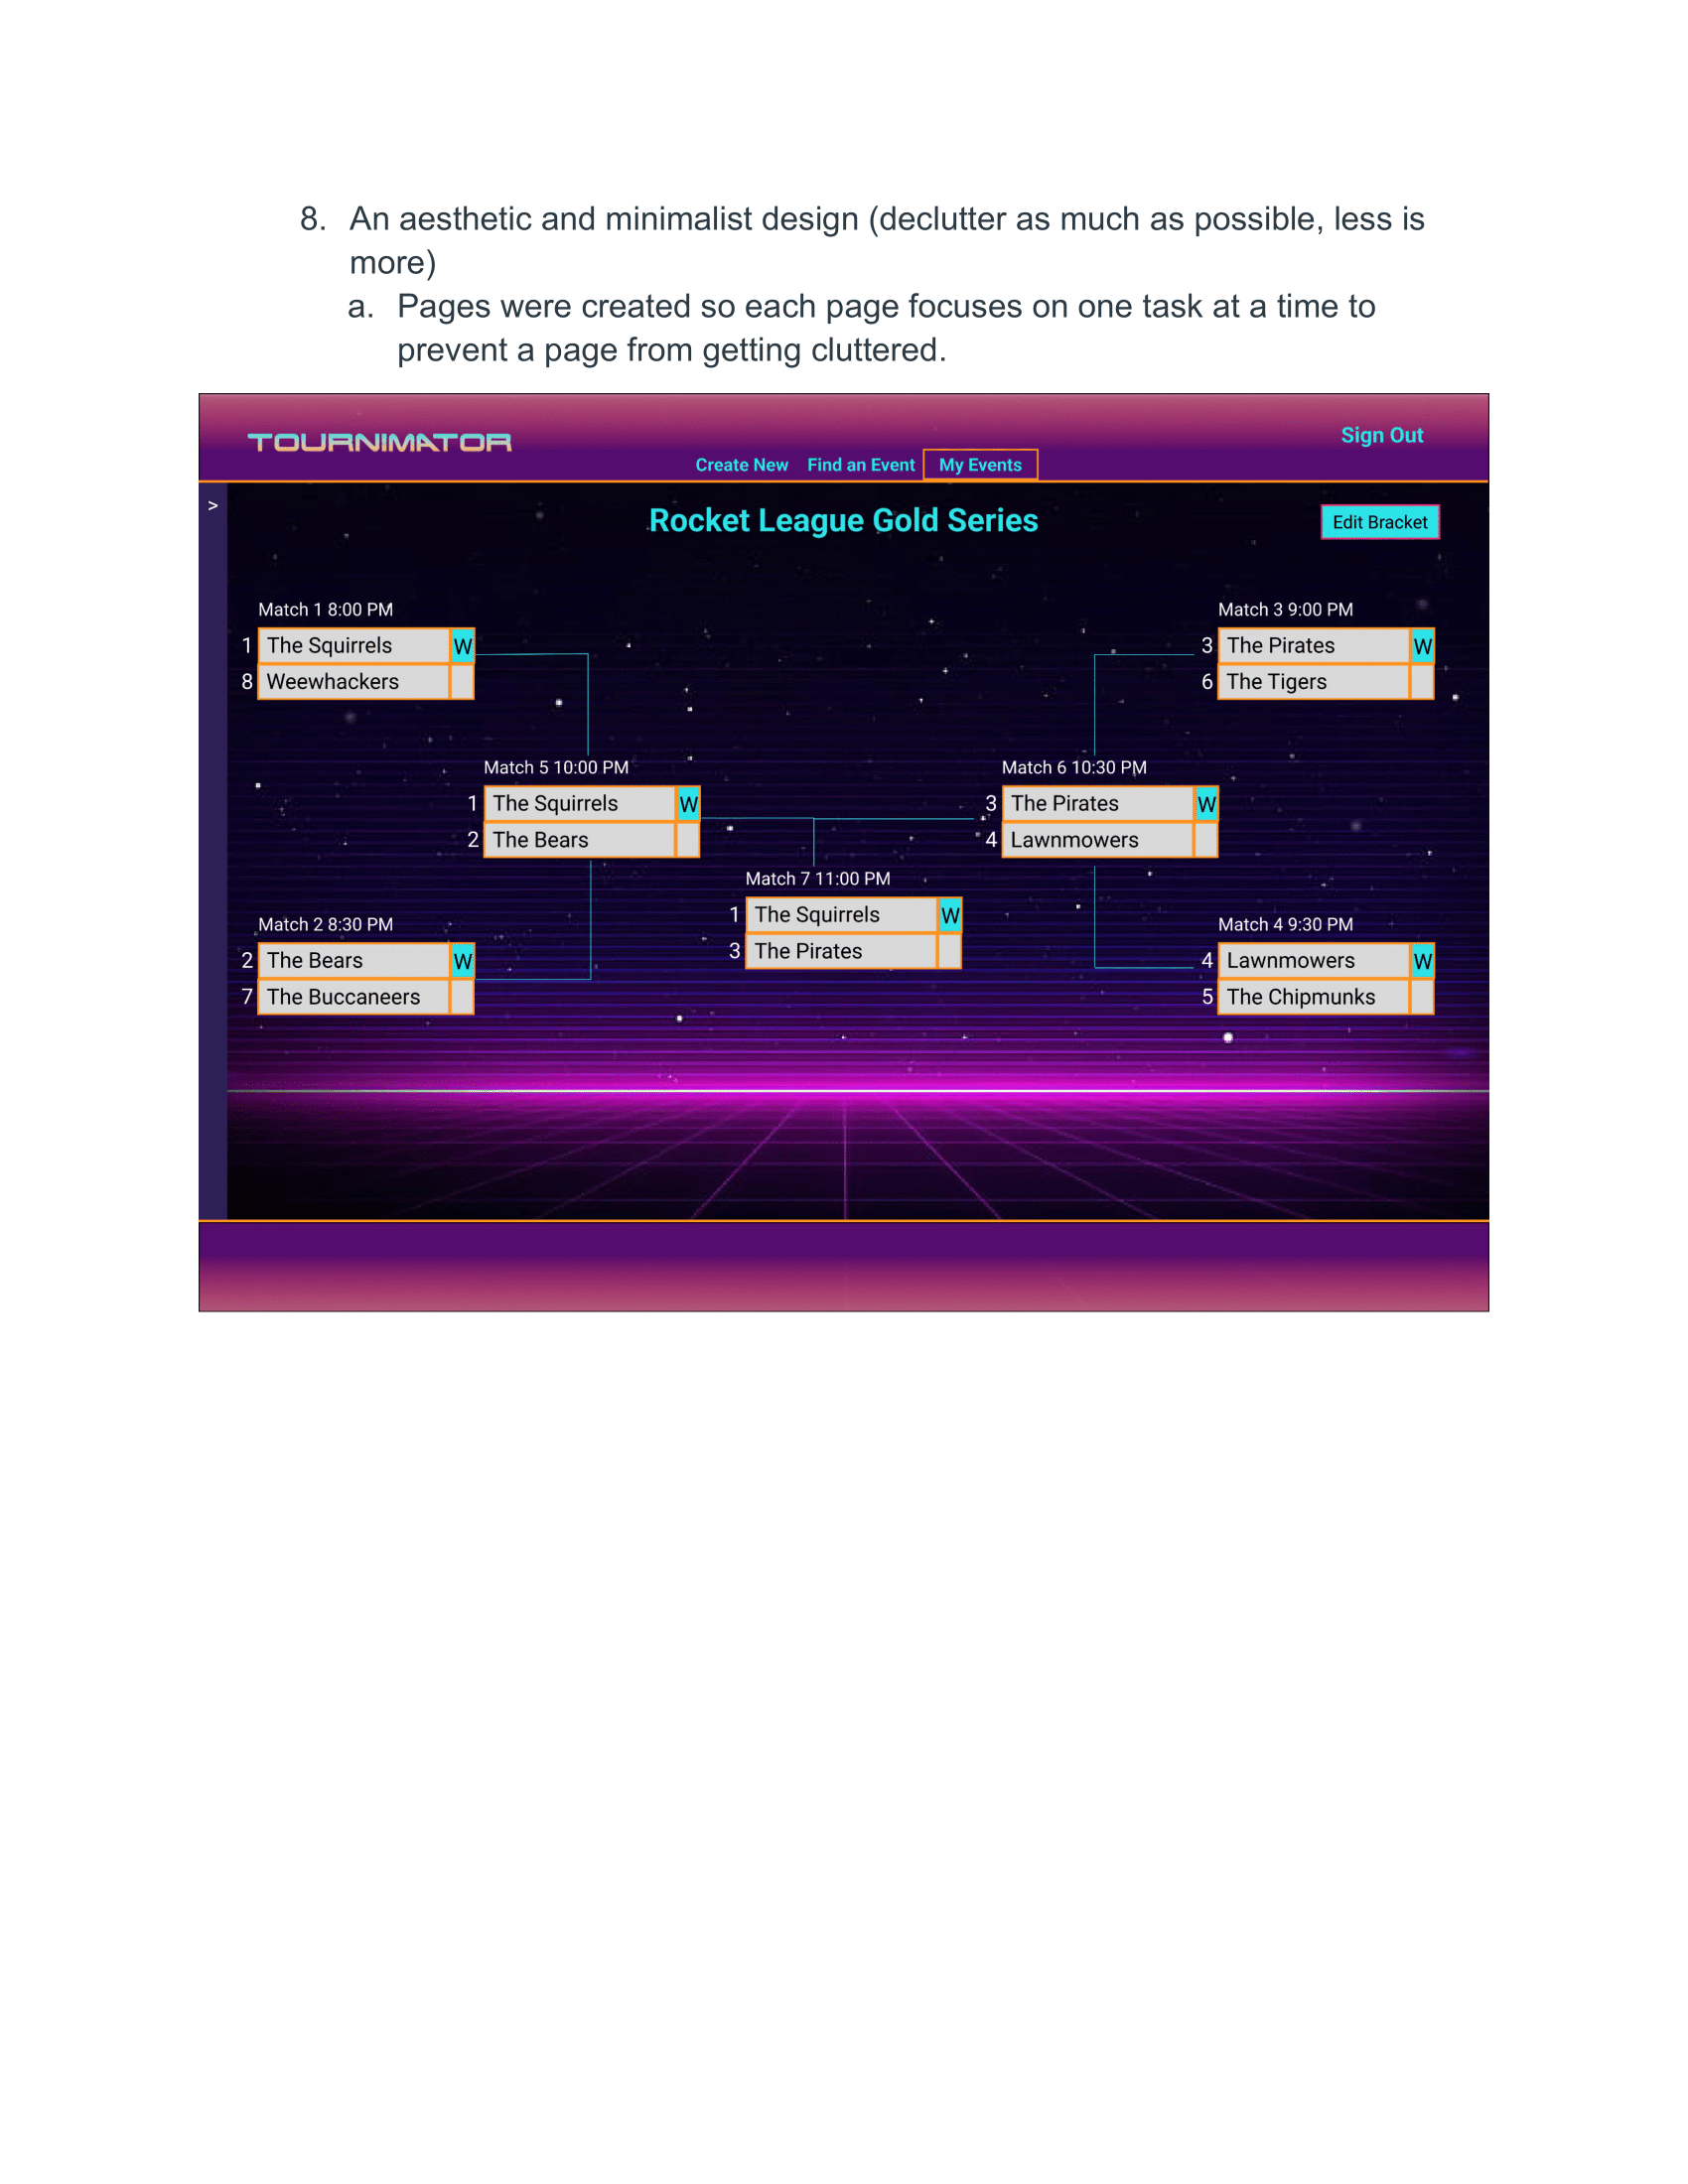 8. An aesthetic and minimalist design (declutter as much as possible, less is
more)
a. Pages were created so each page focuses on one task at a time to
prevent a page from getting cluttered.
TOURNIMATOR
Sign Out
Create New Find an Event My Events
>
Rocket League Gold Series
Edit Bracket
Match 1 8:00 PM
1 The Squirrels W
8 Weewhackers
Match 3 9:00 PM
3 The Pirates W
6 The Tigers
Match 5 10:00 PM
1 The Squirrels W
2 The Bears
Match 6 10:30 PM
3 The Pirates W
4 Lawnmowers
Match 7 11:00 PM
1 The Squirrels W
3 The Pirates
Match 2 8:30 PM
2 The Bears W
7 The Buccaneers
Match 4 9:30 PM
4 Lawnmowers W
5 The Chipmunks